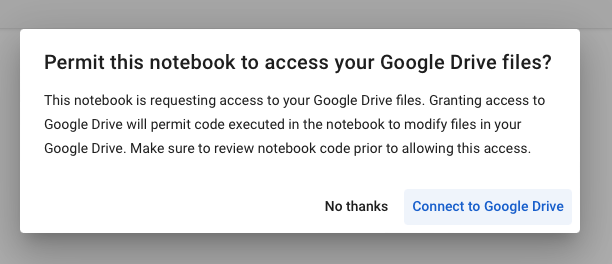 Permit this notebook to access your Google Drive files?
This notebook is requesting access to your Google Drive files. Granting access to
Google Drive will permit code executed in the notebook to modify files in your
Google Drive. Make sure to review notebook code prior to allowing this access.
No thanks
Connect to Google Drive